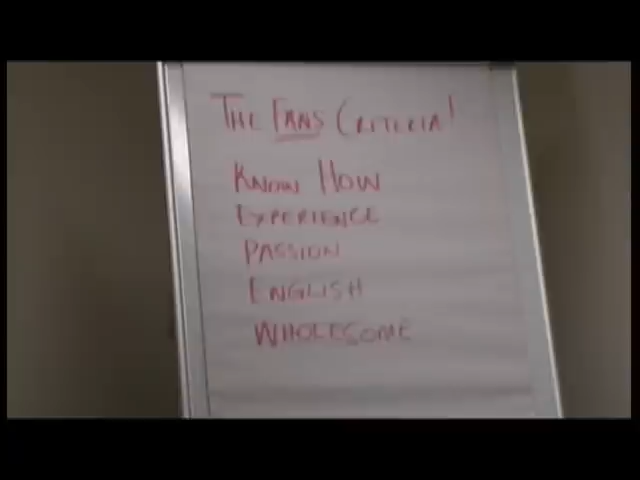 THE FANS CRITERIA!
KNOW HOW
EXPERIENCE
PASSION
ENGLISH
WHOLESOME